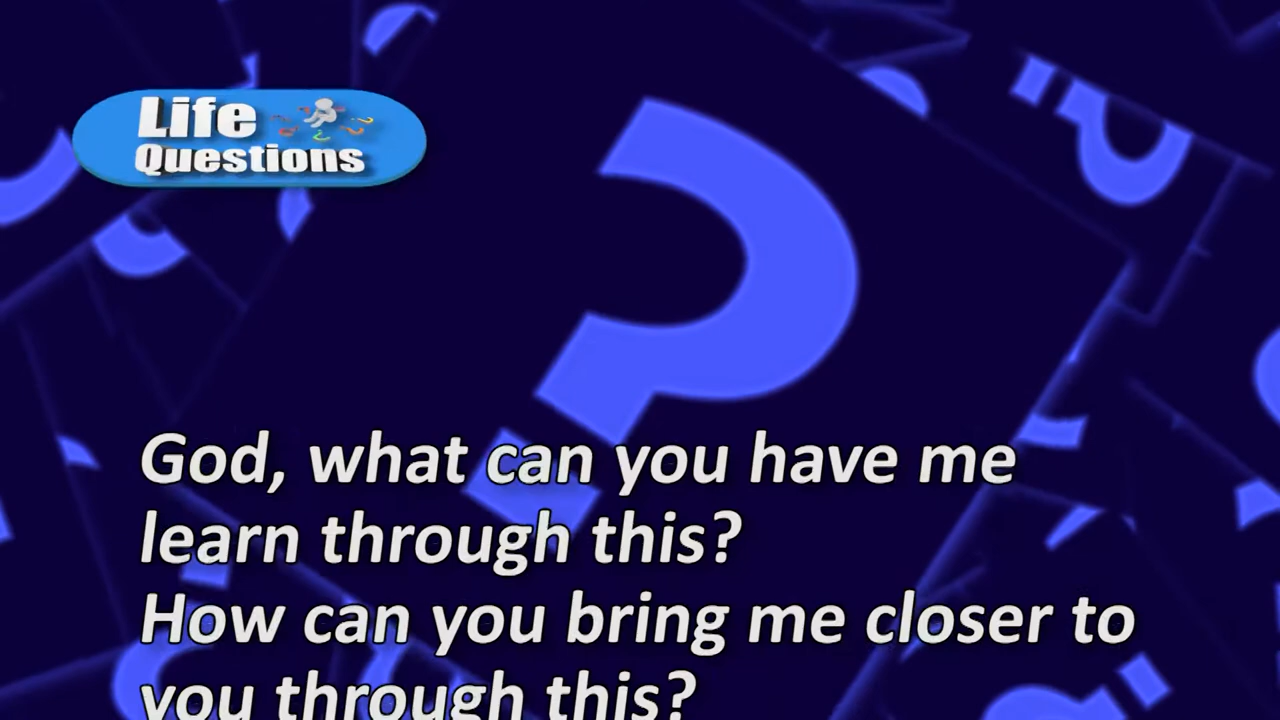 Life
Questions
God, what can you have me
learn through this?
How can you bring me closer to
you through this?